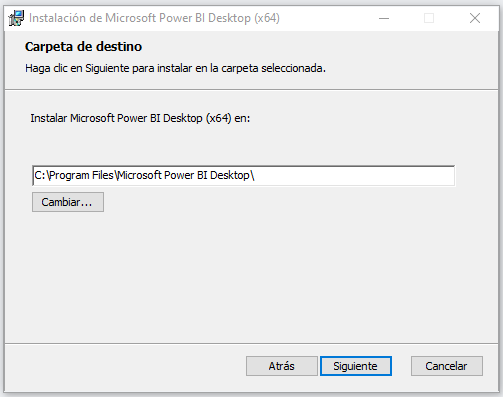 Instalación de Microsoft Power BI Desktop (x64)
Carpeta de destino
Haga clic en Siguiente para instalar en la carpeta seleccionada.
Instalar Microsoft Power BI Desktop (x64) en:
C:\Program Files\Microsoft Power BI Desktop\
Cambiar...
Atrás Siguiente Cancelar